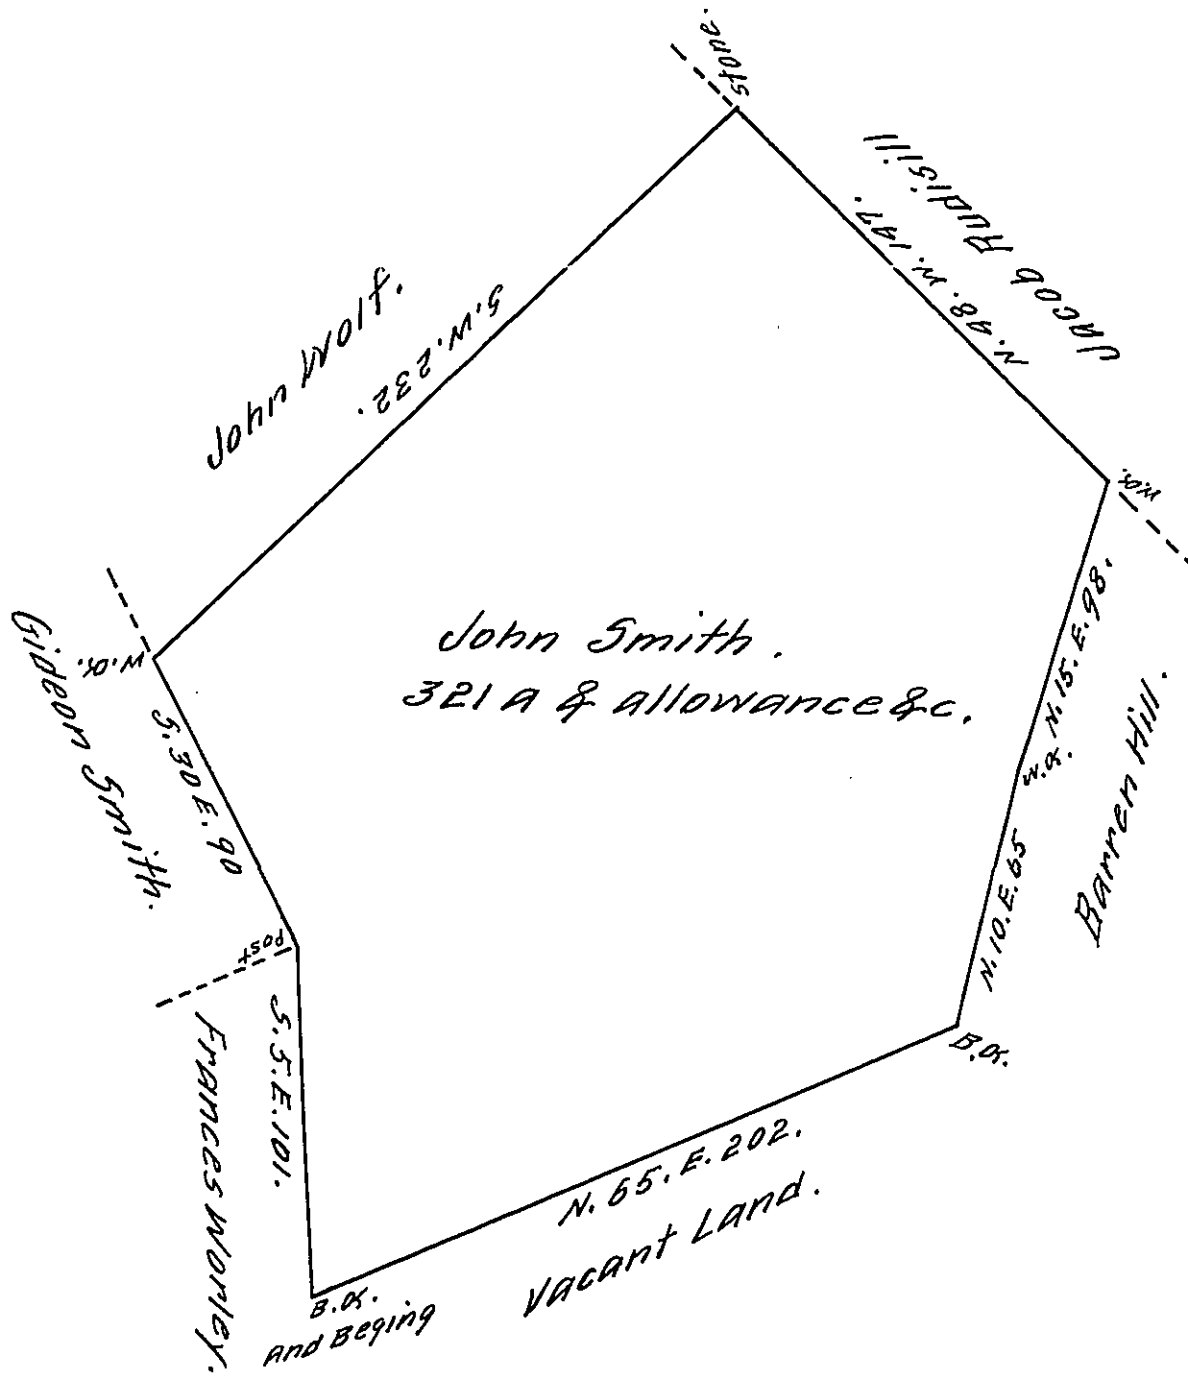 Stone.
Jacob Rudisill
N. 48. W. 147.
John Wolf.
S. W. 232.
W.O.
W.O.
Gideon Smith.
S. 30 E. 90
John Smith.
321 a & allowance &c.
N. 15. E. 98.
W.O.
Barren Hill.
N. 10. E. 65
Post
B.O.
S. 5. E. 101.
Frances Worley.
N. 65. E. 202.
Vacant Land.
B.O.
And Beging